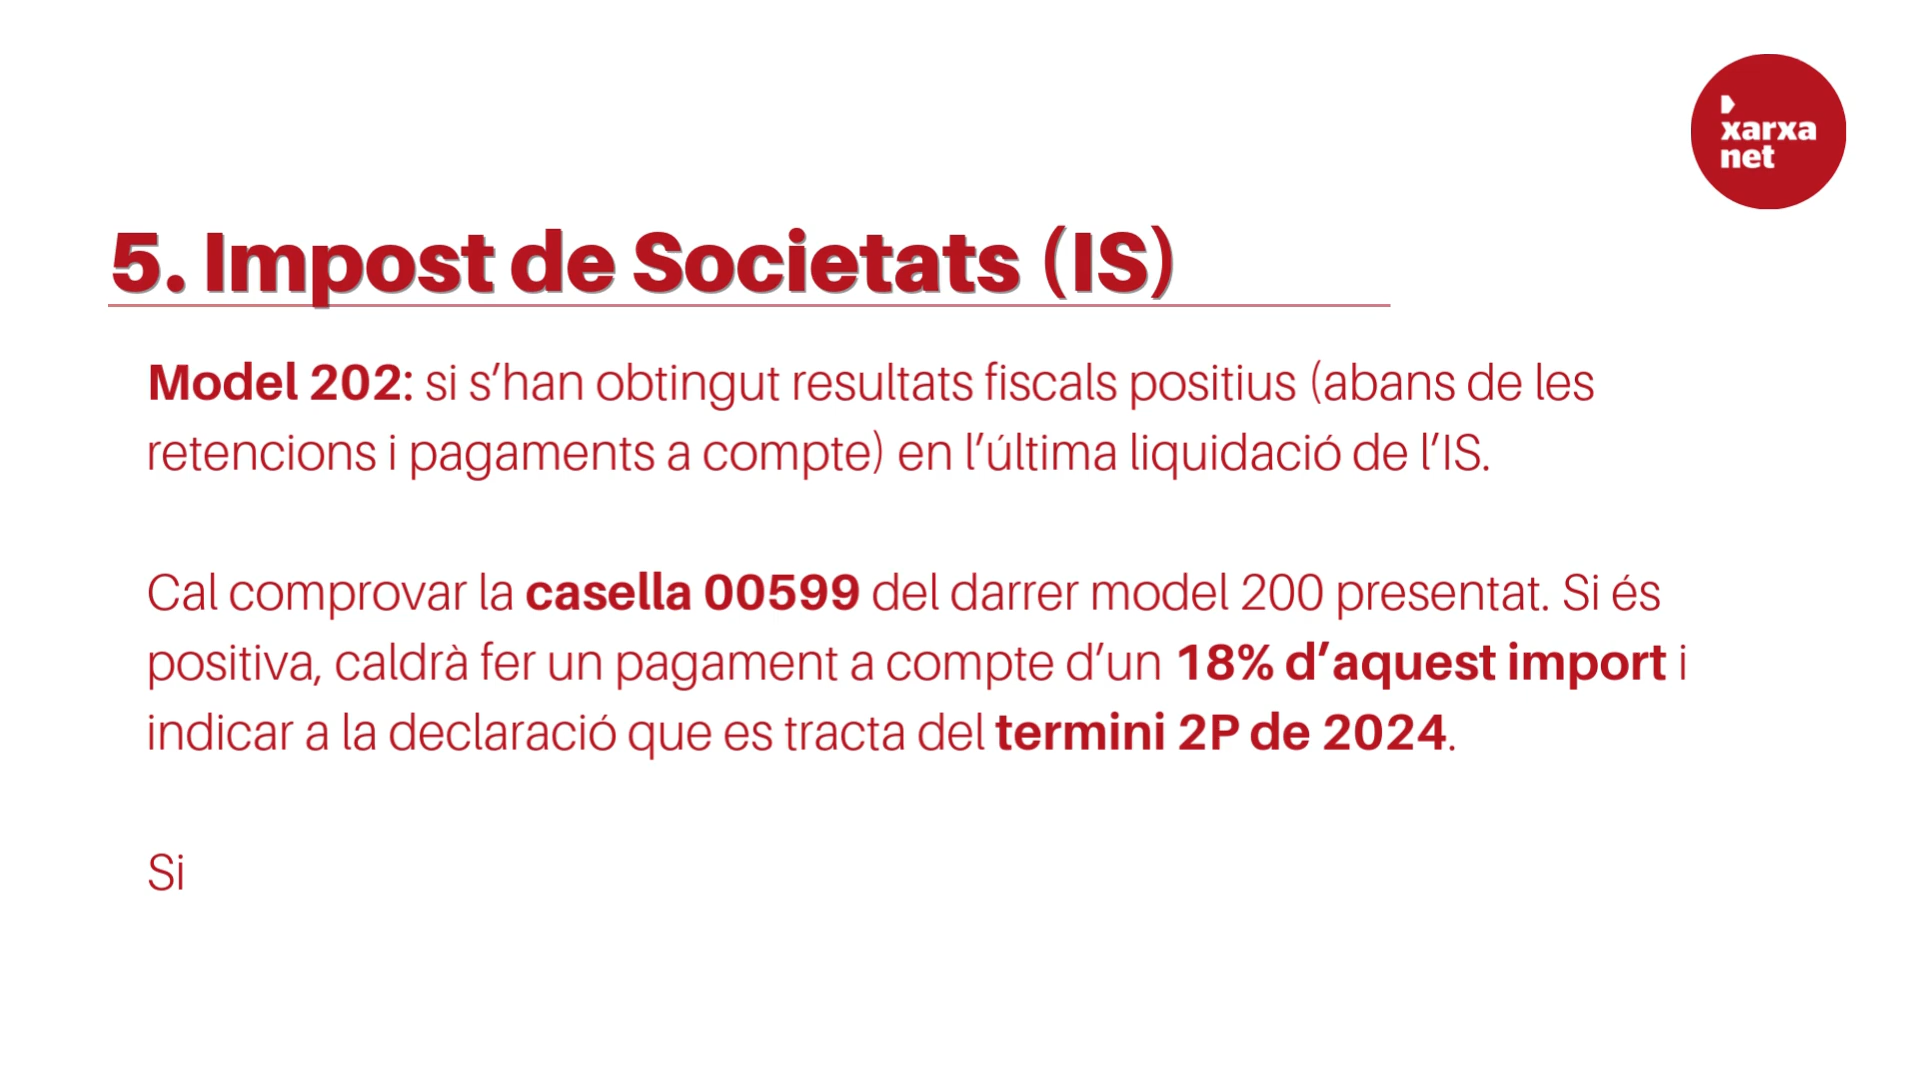 xarxa
net
5. Impost de Societats (IS)
Model 202: si s’han obtingut resultats fiscals positius (abans de les
retencions i pagaments a compte) en l’última liquidació de l’IS.
Cal comprovar la casella 00599 del darrer model 200 presentat. Si és
positiva, caldrà fer un pagament a compte d’un 18% d’aquest import i
indicar a la declaració que es tracta del termini 2P de 2024.
Si